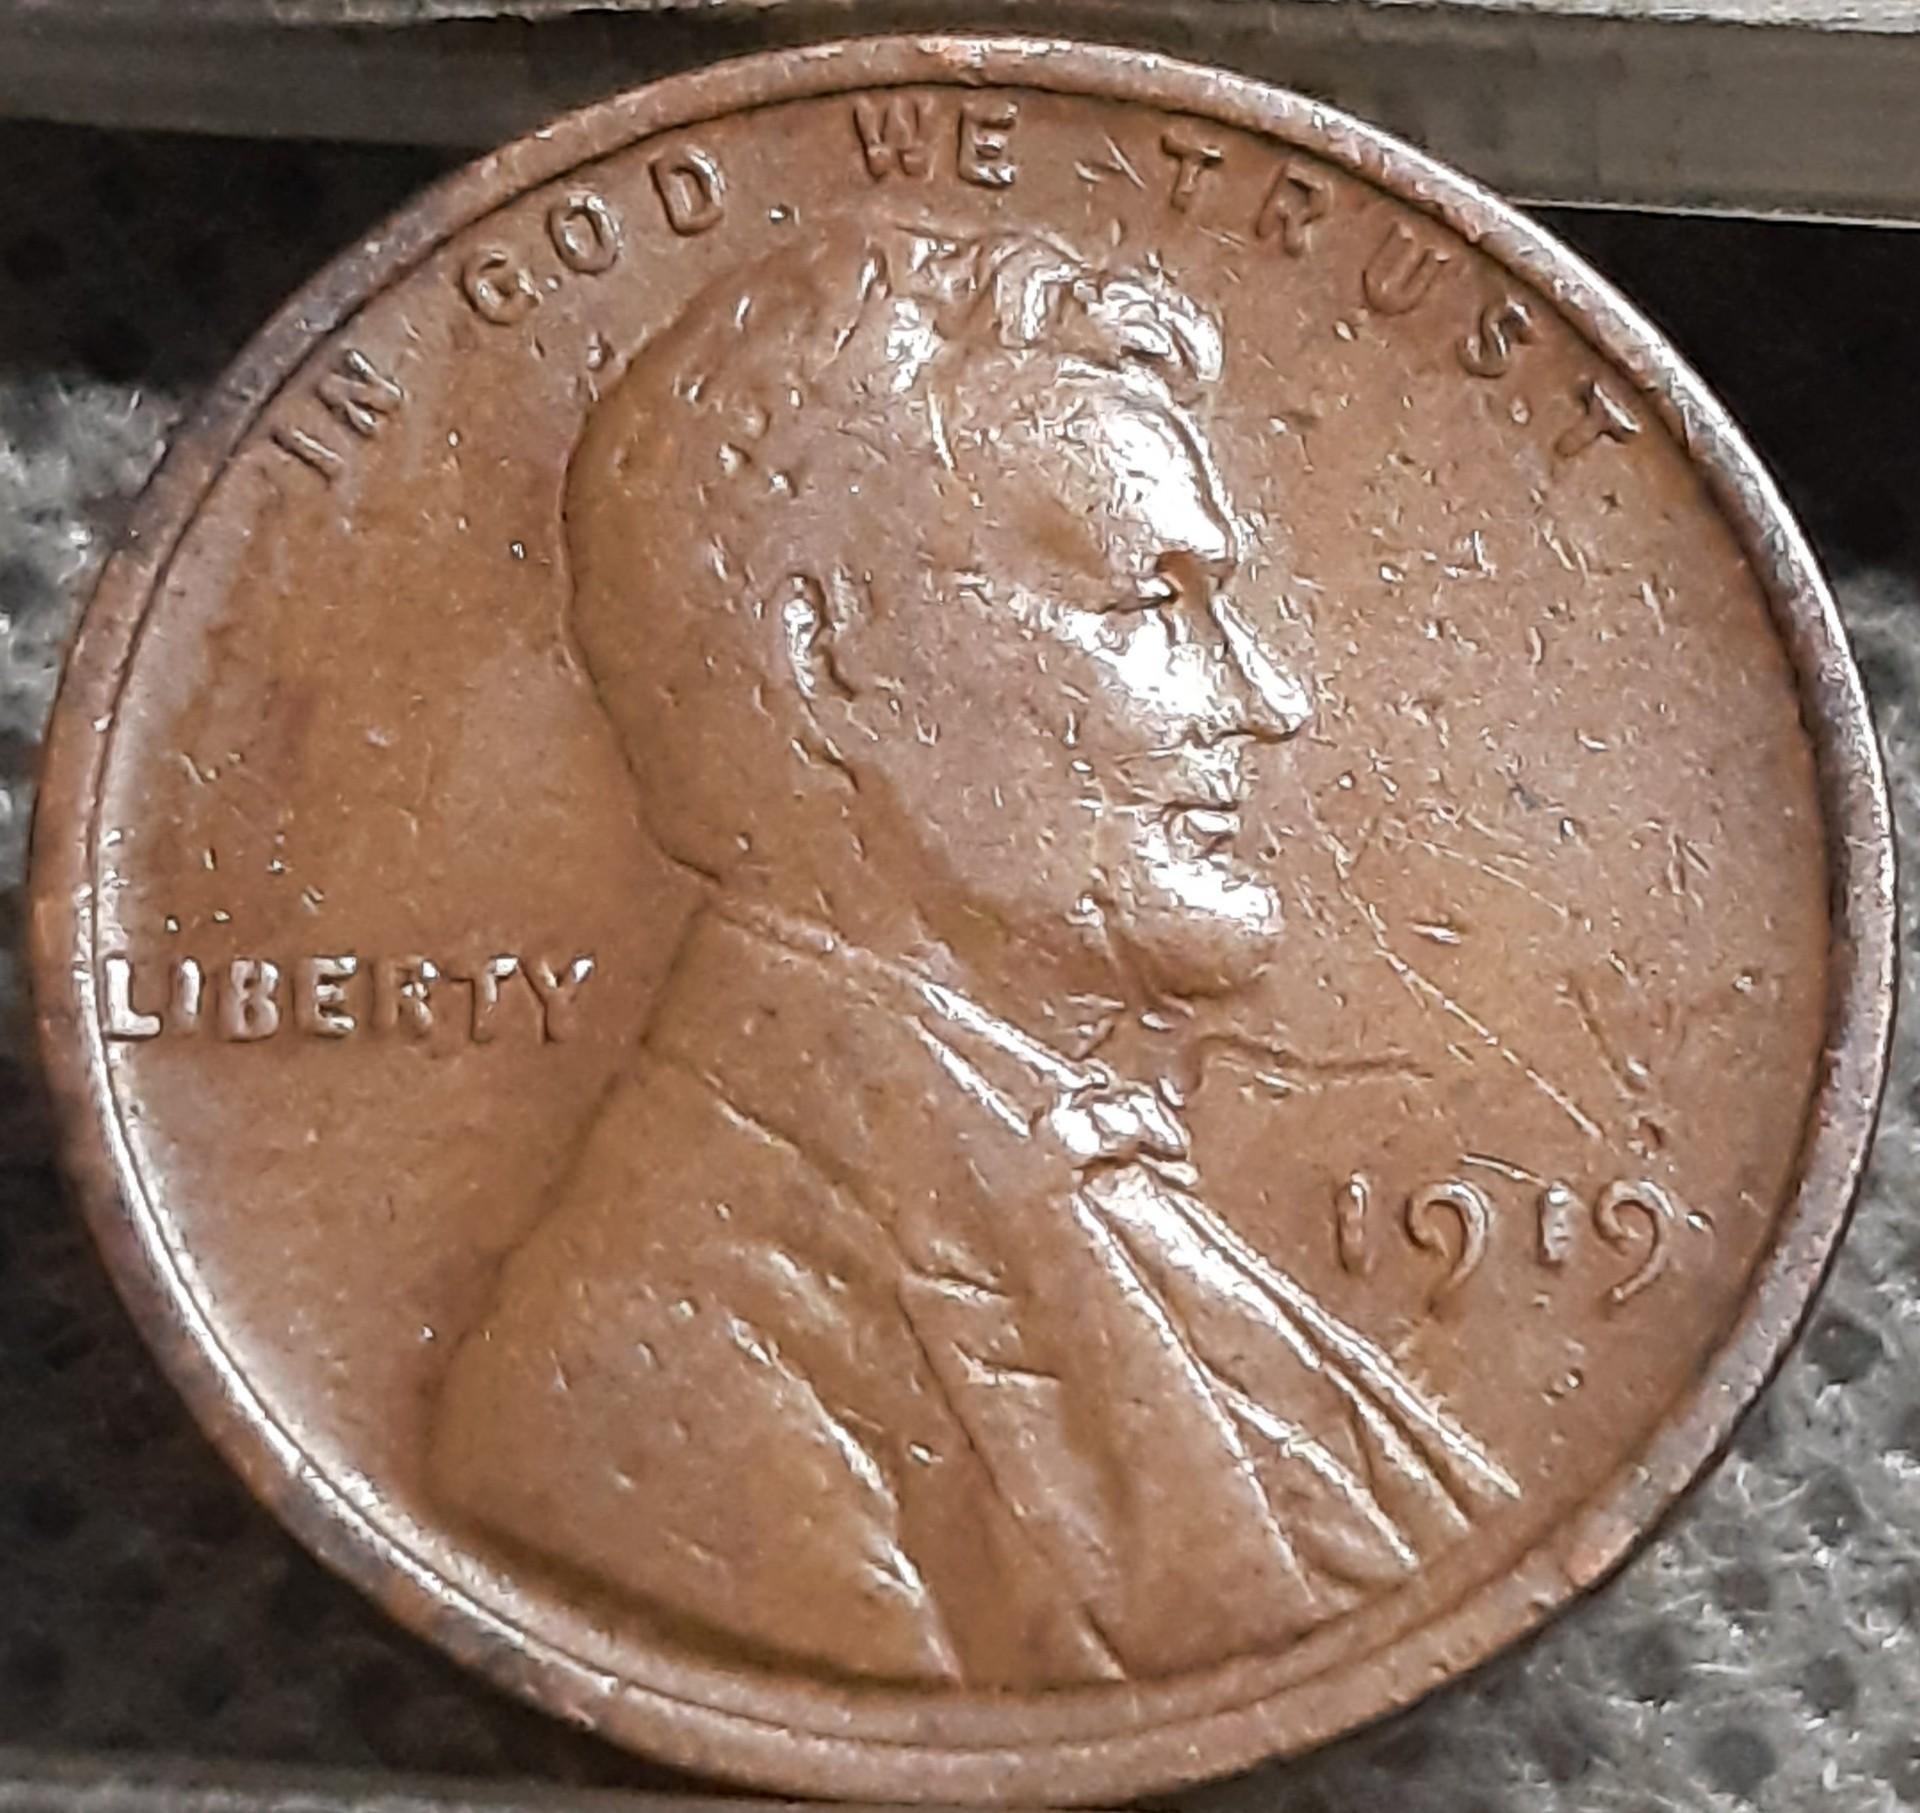 IN GOD WE TRUST
LIBERTY
1919